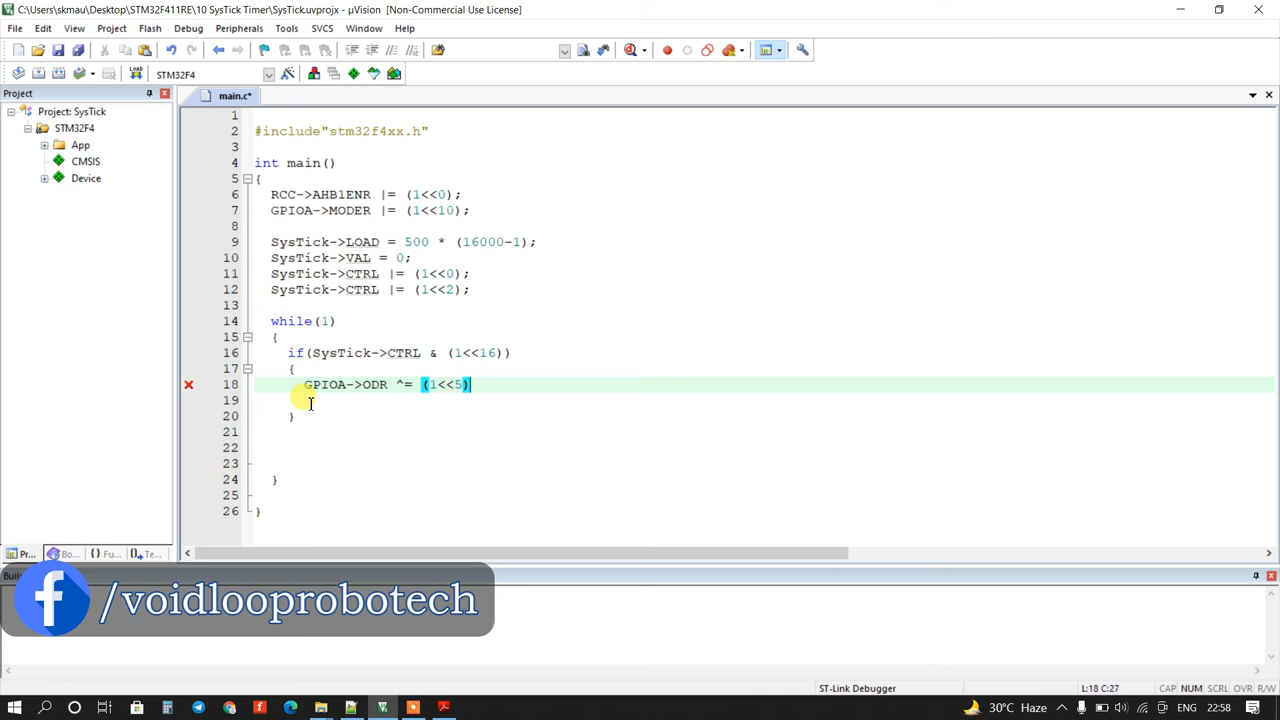 C:\Users\skmau\Desktop\STM32F411RE\10 SysTick Timer\SysTick.uvprojx - µVision [Non-Commercial Use License]
File Edit View Project Flash Debug Peripherals Tools SVCS Window Help
STM32F4
Project
main.c*
Project: SysTick
STM32F4
App
CMSIS
Device
1
2 #include"stm32f4xx.h"
3
4 int main()
5 {
6 RCC->AHB1ENR |= (1<<0);
7 GPIOA->MODER |= (1<<10);
8
9 SysTick->LOAD = 500 * (16000-1);
10 SysTick->VAL = 0;
11 SysTick->CTRL |= (1<<0);
12 SysTick->CTRL |= (1<<2);
13
14 while(1)
15 {
16 if(SysTick->CTRL & (1<<16))
17 {
18 GPIOA->ODR ^= (1<<5)
19
20 }
21
22
23
24 }
25
26 }
Pr... Bo... {} Fu... Te...
f /voidlooprobotech
ST-Link Debugger L:18 C:27 CAP NUM SCRL OVR R/W
30°C Haze ENG 22:58